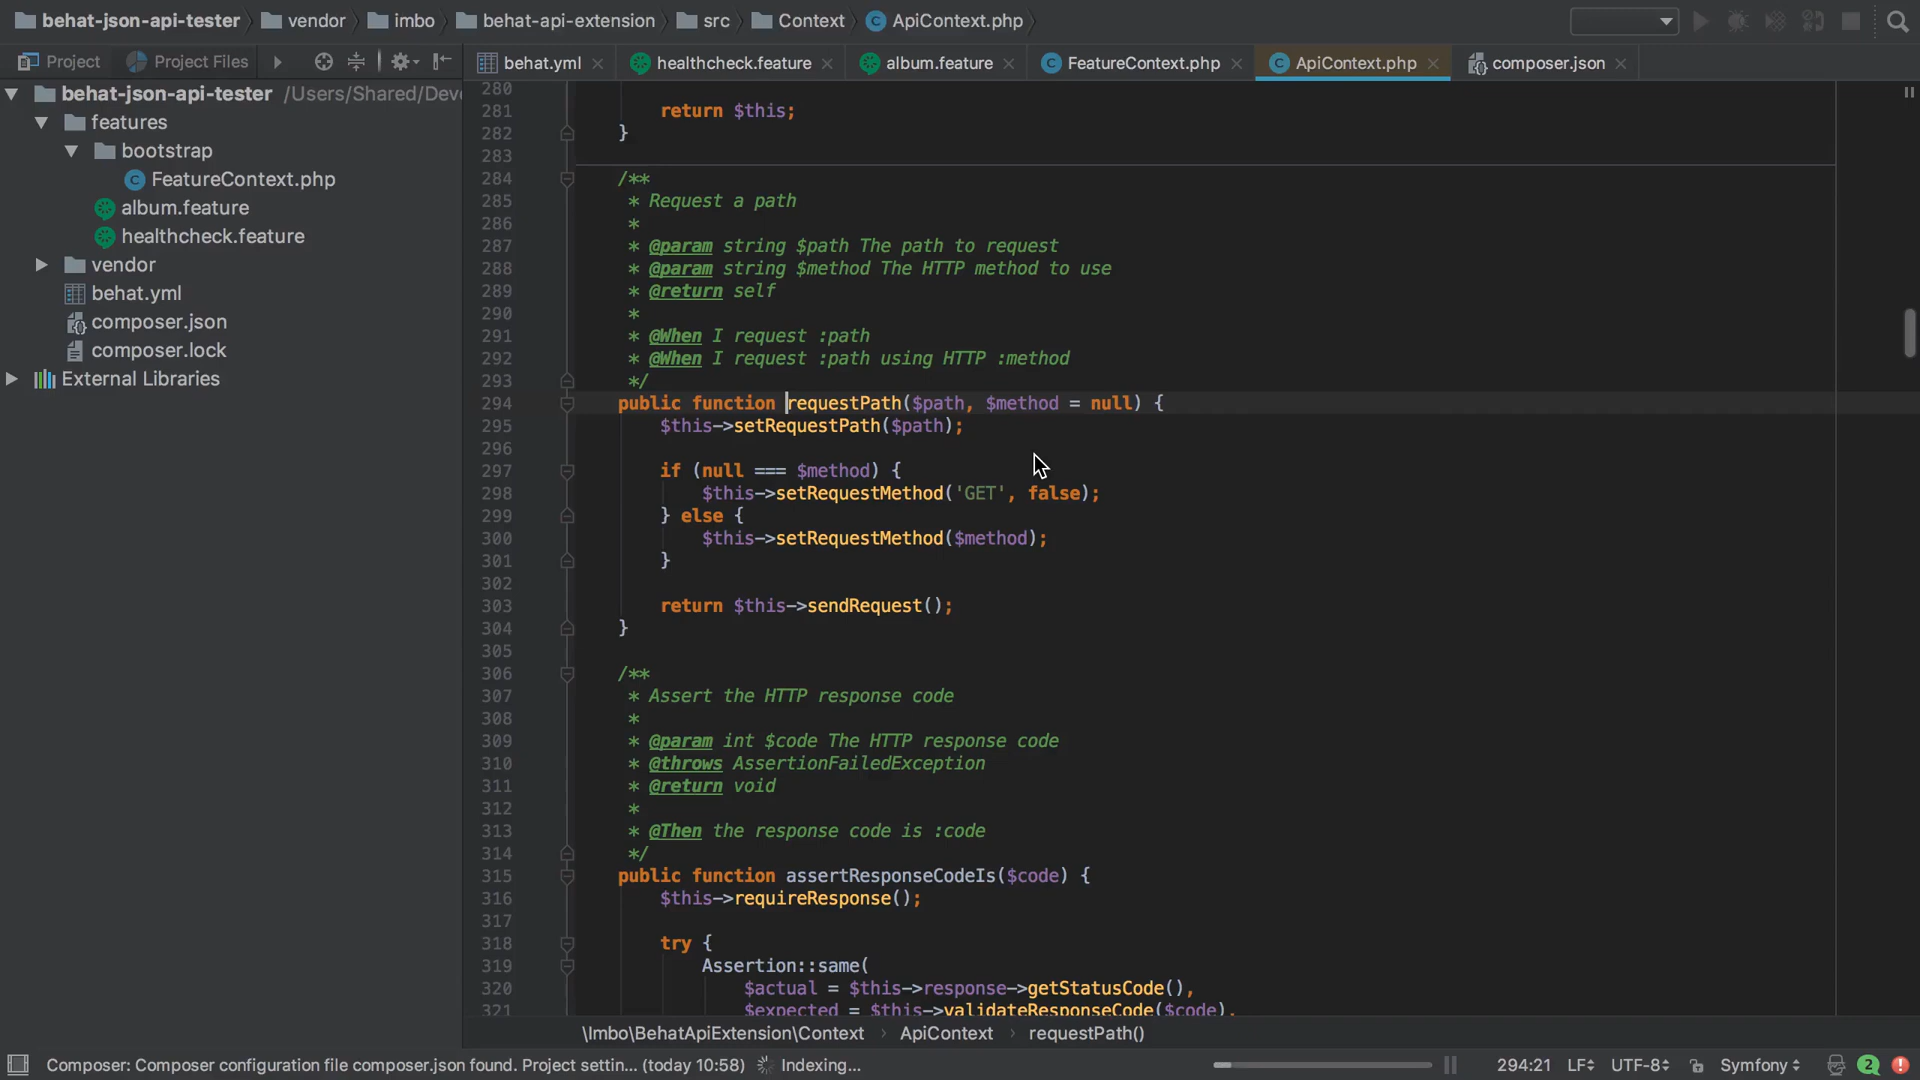 behat-json-api-tester vendor imbo behat-api-extension src Context ApiContext.php
Project Project Files behat.yml healthcheck.feature album.feature FeatureContext.php ApiContext.php composer.json
behat-json-api-tester /Users/Shared/Deve
features
bootstrap
FeatureContext.php
album.feature
healthcheck.feature
vendor
behat.yml
composer.json
composer.lock
External Libraries
280
281 return $this;
282 }
283
284 /**
285 * Request a path
286 *
287 * @param string $path The path to request
288 * @param string $method The HTTP method to use
289 * @return self
290 *
291 * @When I request :path
292 * @When I request :path using HTTP :method
293 */
294 public function requestPath($path, $method = null) {
295 $this->setRequestPath($path);
296
297 if (null === $method) {
298 $this->setRequestMethod('GET', false);
299 } else {
300 $this->setRequestMethod($method);
301 }
302
303 return $this->sendRequest();
304 }
305
306 /**
307 * Assert the HTTP response code
308 *
309 * @param int $code The HTTP response code
310 * @throws AssertionFailedException
311 * @return void
312 *
313 * @Then the response code is :code
314 */
315 public function assertResponseCodeIs($code) {
316 $this->requireResponse();
317
318 try {
319 Assertion::same(
320 $actual = $this->response->getStatusCode(),
321 $expected = $this->validateResponseCode($code),
\Imbo\BehatApiExtension\Context ApiContext requestPath()
Composer: Composer configuration file composer.json found. Project settin... (today 10:58) Indexing... 294:21 LF UTF-8 Symfony 2